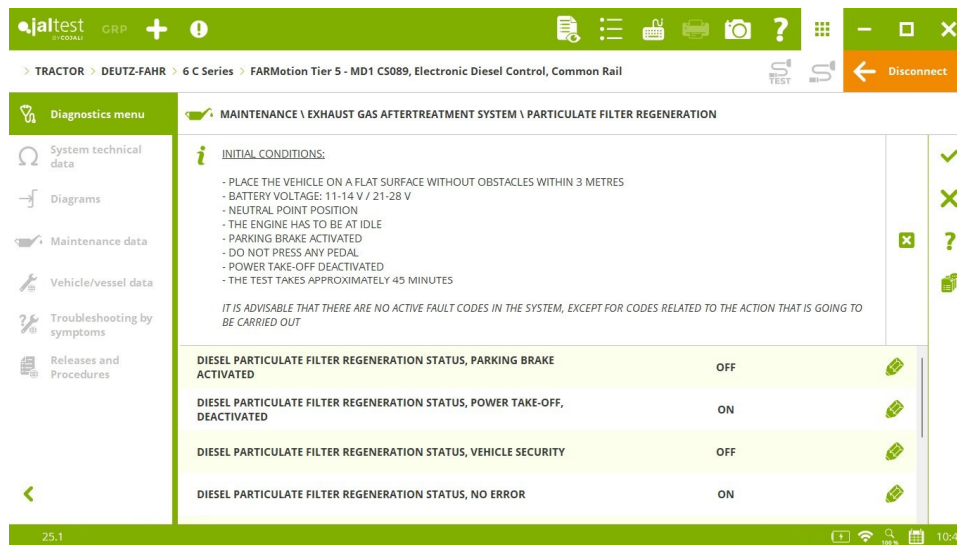 jaltest GRP
BY COJALI
> TRACTOR > DEUTZ-FAHR > 6 C Series > FARMotion Tier 5 - MD1 CS089, Electronic Diesel Control, Common Rail
TEST
Disconnect
Diagnostics menu
System technical
data
Diagrams
Maintenance data
Vehicle/vessel data
Troubleshooting by
symptoms
Releases and
Procedures
MAINTENANCE \ EXHAUST GAS AFTERTREATMENT SYSTEM \ PARTICULATE FILTER REGENERATION
INITIAL CONDITIONS:
- PLACE THE VEHICLE ON A FLAT SURFACE WITHOUT OBSTACLES WITHIN 3 METRES
- BATTERY VOLTAGE: 11-14 V / 21-28 V
- NEUTRAL POINT POSITION
- THE ENGINE HAS TO BE AT IDLE
- PARKING BRAKE ACTIVATED
- DO NOT PRESS ANY PEDAL
- POWER TAKE-OFF DEACTIVATED
- THE TEST TAKES APPROXIMATELY 45 MINUTES
IT IS ADVISABLE THAT THERE ARE NO ACTIVE FAULT CODES IN THE SYSTEM, EXCEPT FOR CODES RELATED TO THE ACTION THAT IS GOING TO
BE CARRIED OUT
DIESEL PARTICULATE FILTER REGENERATION STATUS, PARKING BRAKE
ACTIVATED OFF
DIESEL PARTICULATE FILTER REGENERATION STATUS, POWER TAKE-OFF,
DEACTIVATED ON
DIESEL PARTICULATE FILTER REGENERATION STATUS, VEHICLE SECURITY OFF
DIESEL PARTICULATE FILTER REGENERATION STATUS, NO ERROR ON
25.1
100 %
10:4